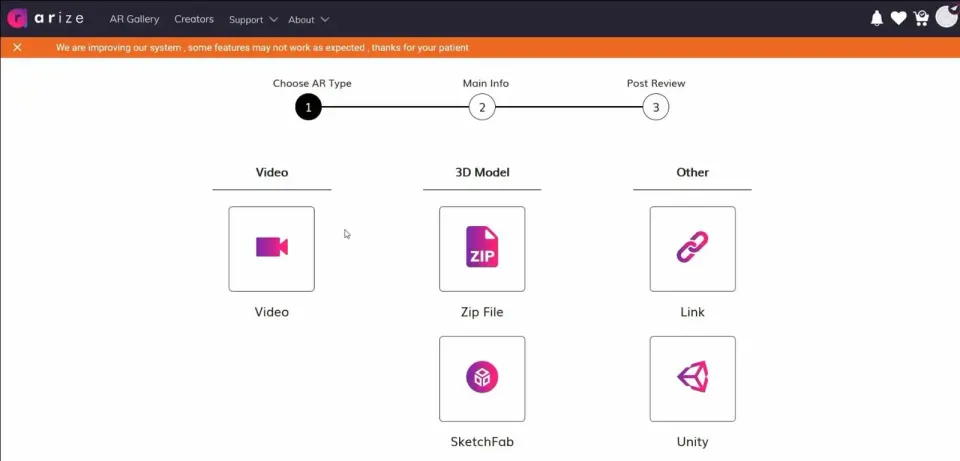 arize AR Gallery Creators Support About
We are improving our system , some features may not work as expected , thanks for your patient
Choose AR Type Main Info Post Review
1 2 3
Video 3D Model Other
ZIP
Video Zip File Link
SketchFab Unity